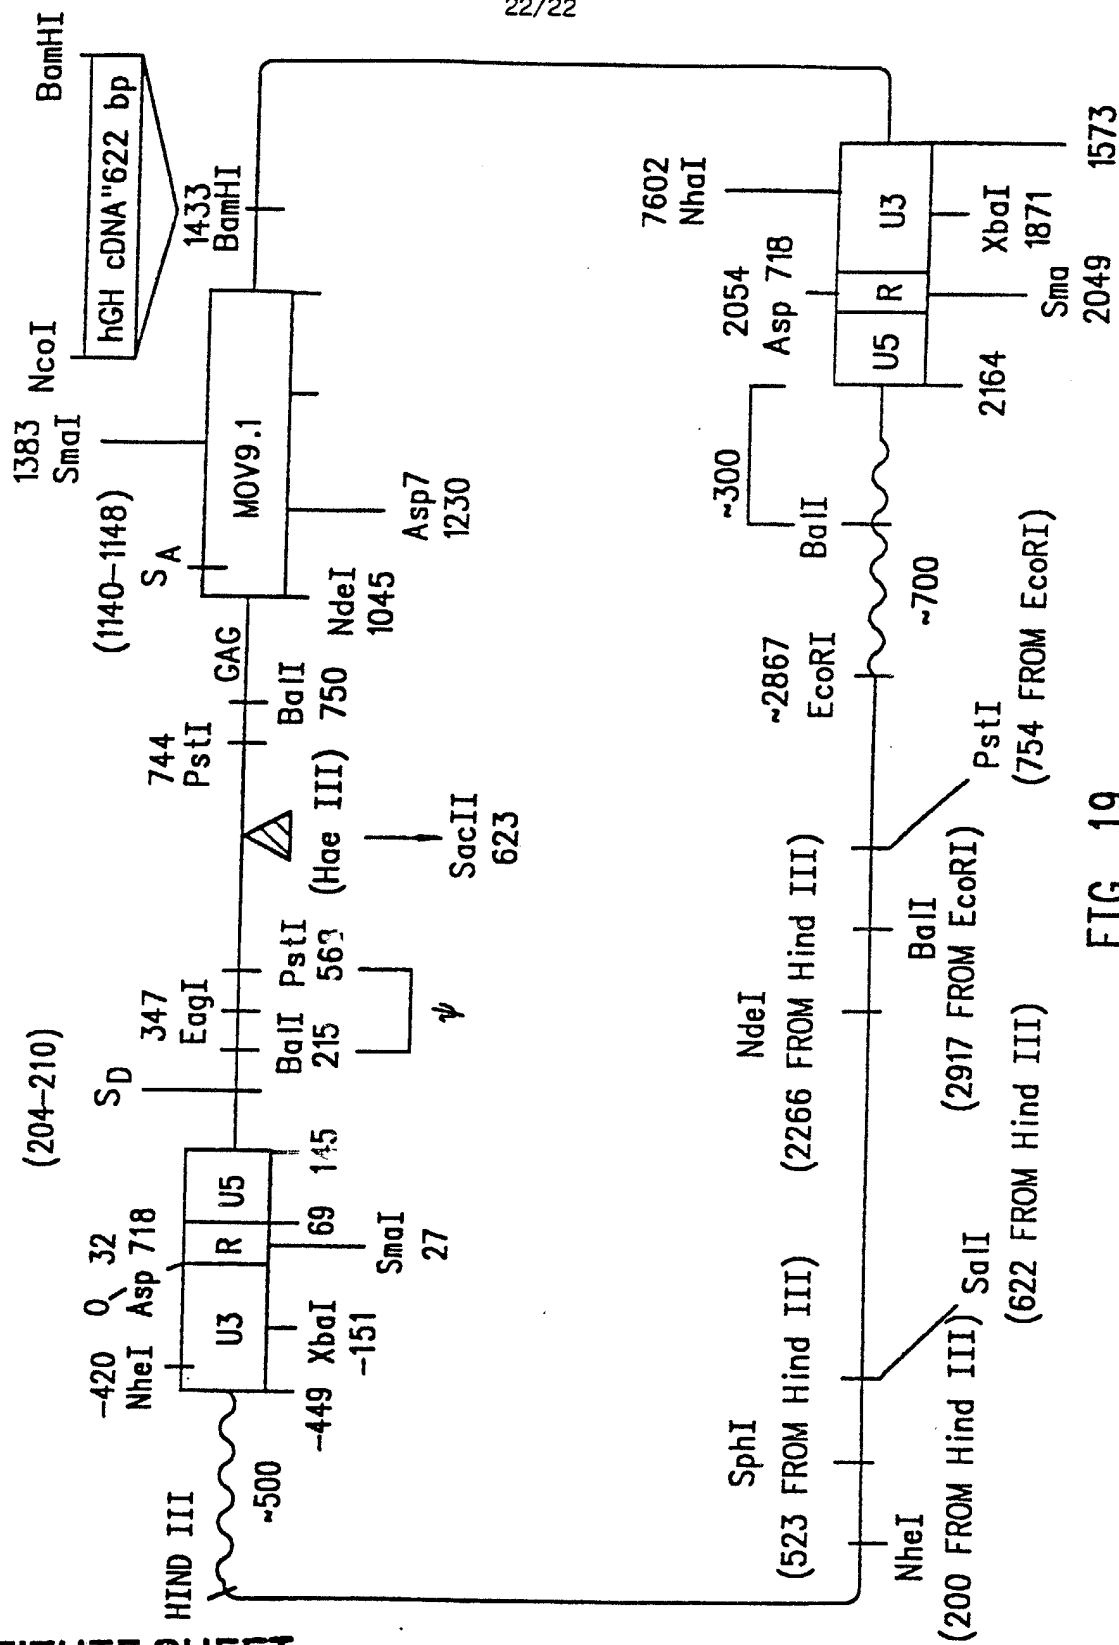 22/22
HIND III
~500
-420
NheI
0
32
Asp 718
U3
R
U5
-449
XbaI
-151
SmaI
27
69
145
(204–210)
SD
347
EagI
BalI
215
PstI
ψ
(Hae III)
SacII
623
744
PstI
BalI
750
GAG
(1140–1148)
SA
MOV9.1
NdeI
1045
Asp7
1230
1383
SmaI
NcoI
hGH cDNA"622 bp
BamHI
1433
BamHI
7602
NhaI
2054
Asp 718
U5
R
U3
2164
Sma
2049
XbaI
1871
1573
~300
BalI
~700
~2867
EcoRI
PstI
(754 FROM EcoRI)
BalI
(2917 FROM EcoRI)
NdeI
(2266 FROM Hind III)
SalI
(622 FROM Hind III)
SphI
(523 FROM Hind III)
NheI
(200 FROM Hind III)
FIG. 19